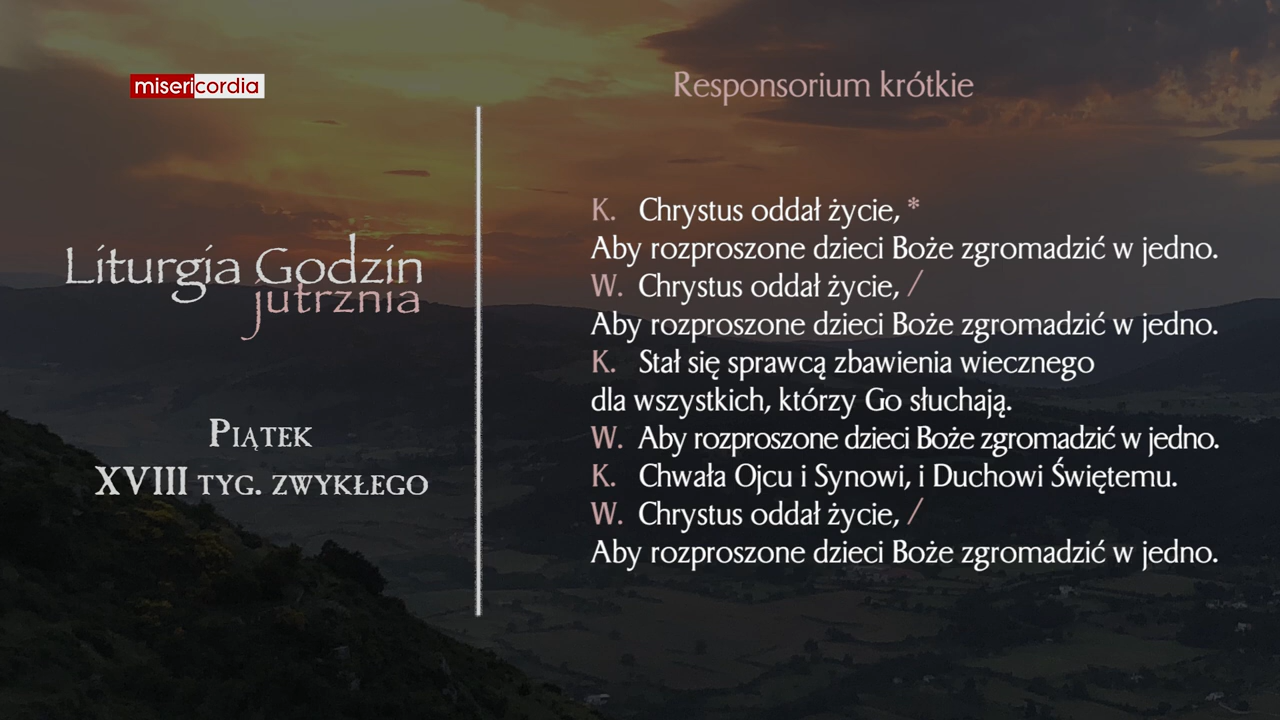 misericordia
Liturgia Godzin
jutrznia
Piątek
XVIII tyg. zwykłego
Responsorium krótkie
K. Chrystus oddał życie, *
Aby rozproszone dzieci Boże zgromadzić w jedno.
W. Chrystus oddał życie, /
Aby rozproszone dzieci Boże zgromadzić w jedno.
K. Stał się sprawcą zbawienia wiecznego
dla wszystkich, którzy Go słuchają.
W. Aby rozproszone dzieci Boże zgromadzić w jedno.
K. Chwała Ojcu i Synowi, i Duchowi Świętemu.
W. Chrystus oddał życie, /
Aby rozproszone dzieci Boże zgromadzić w jedno.